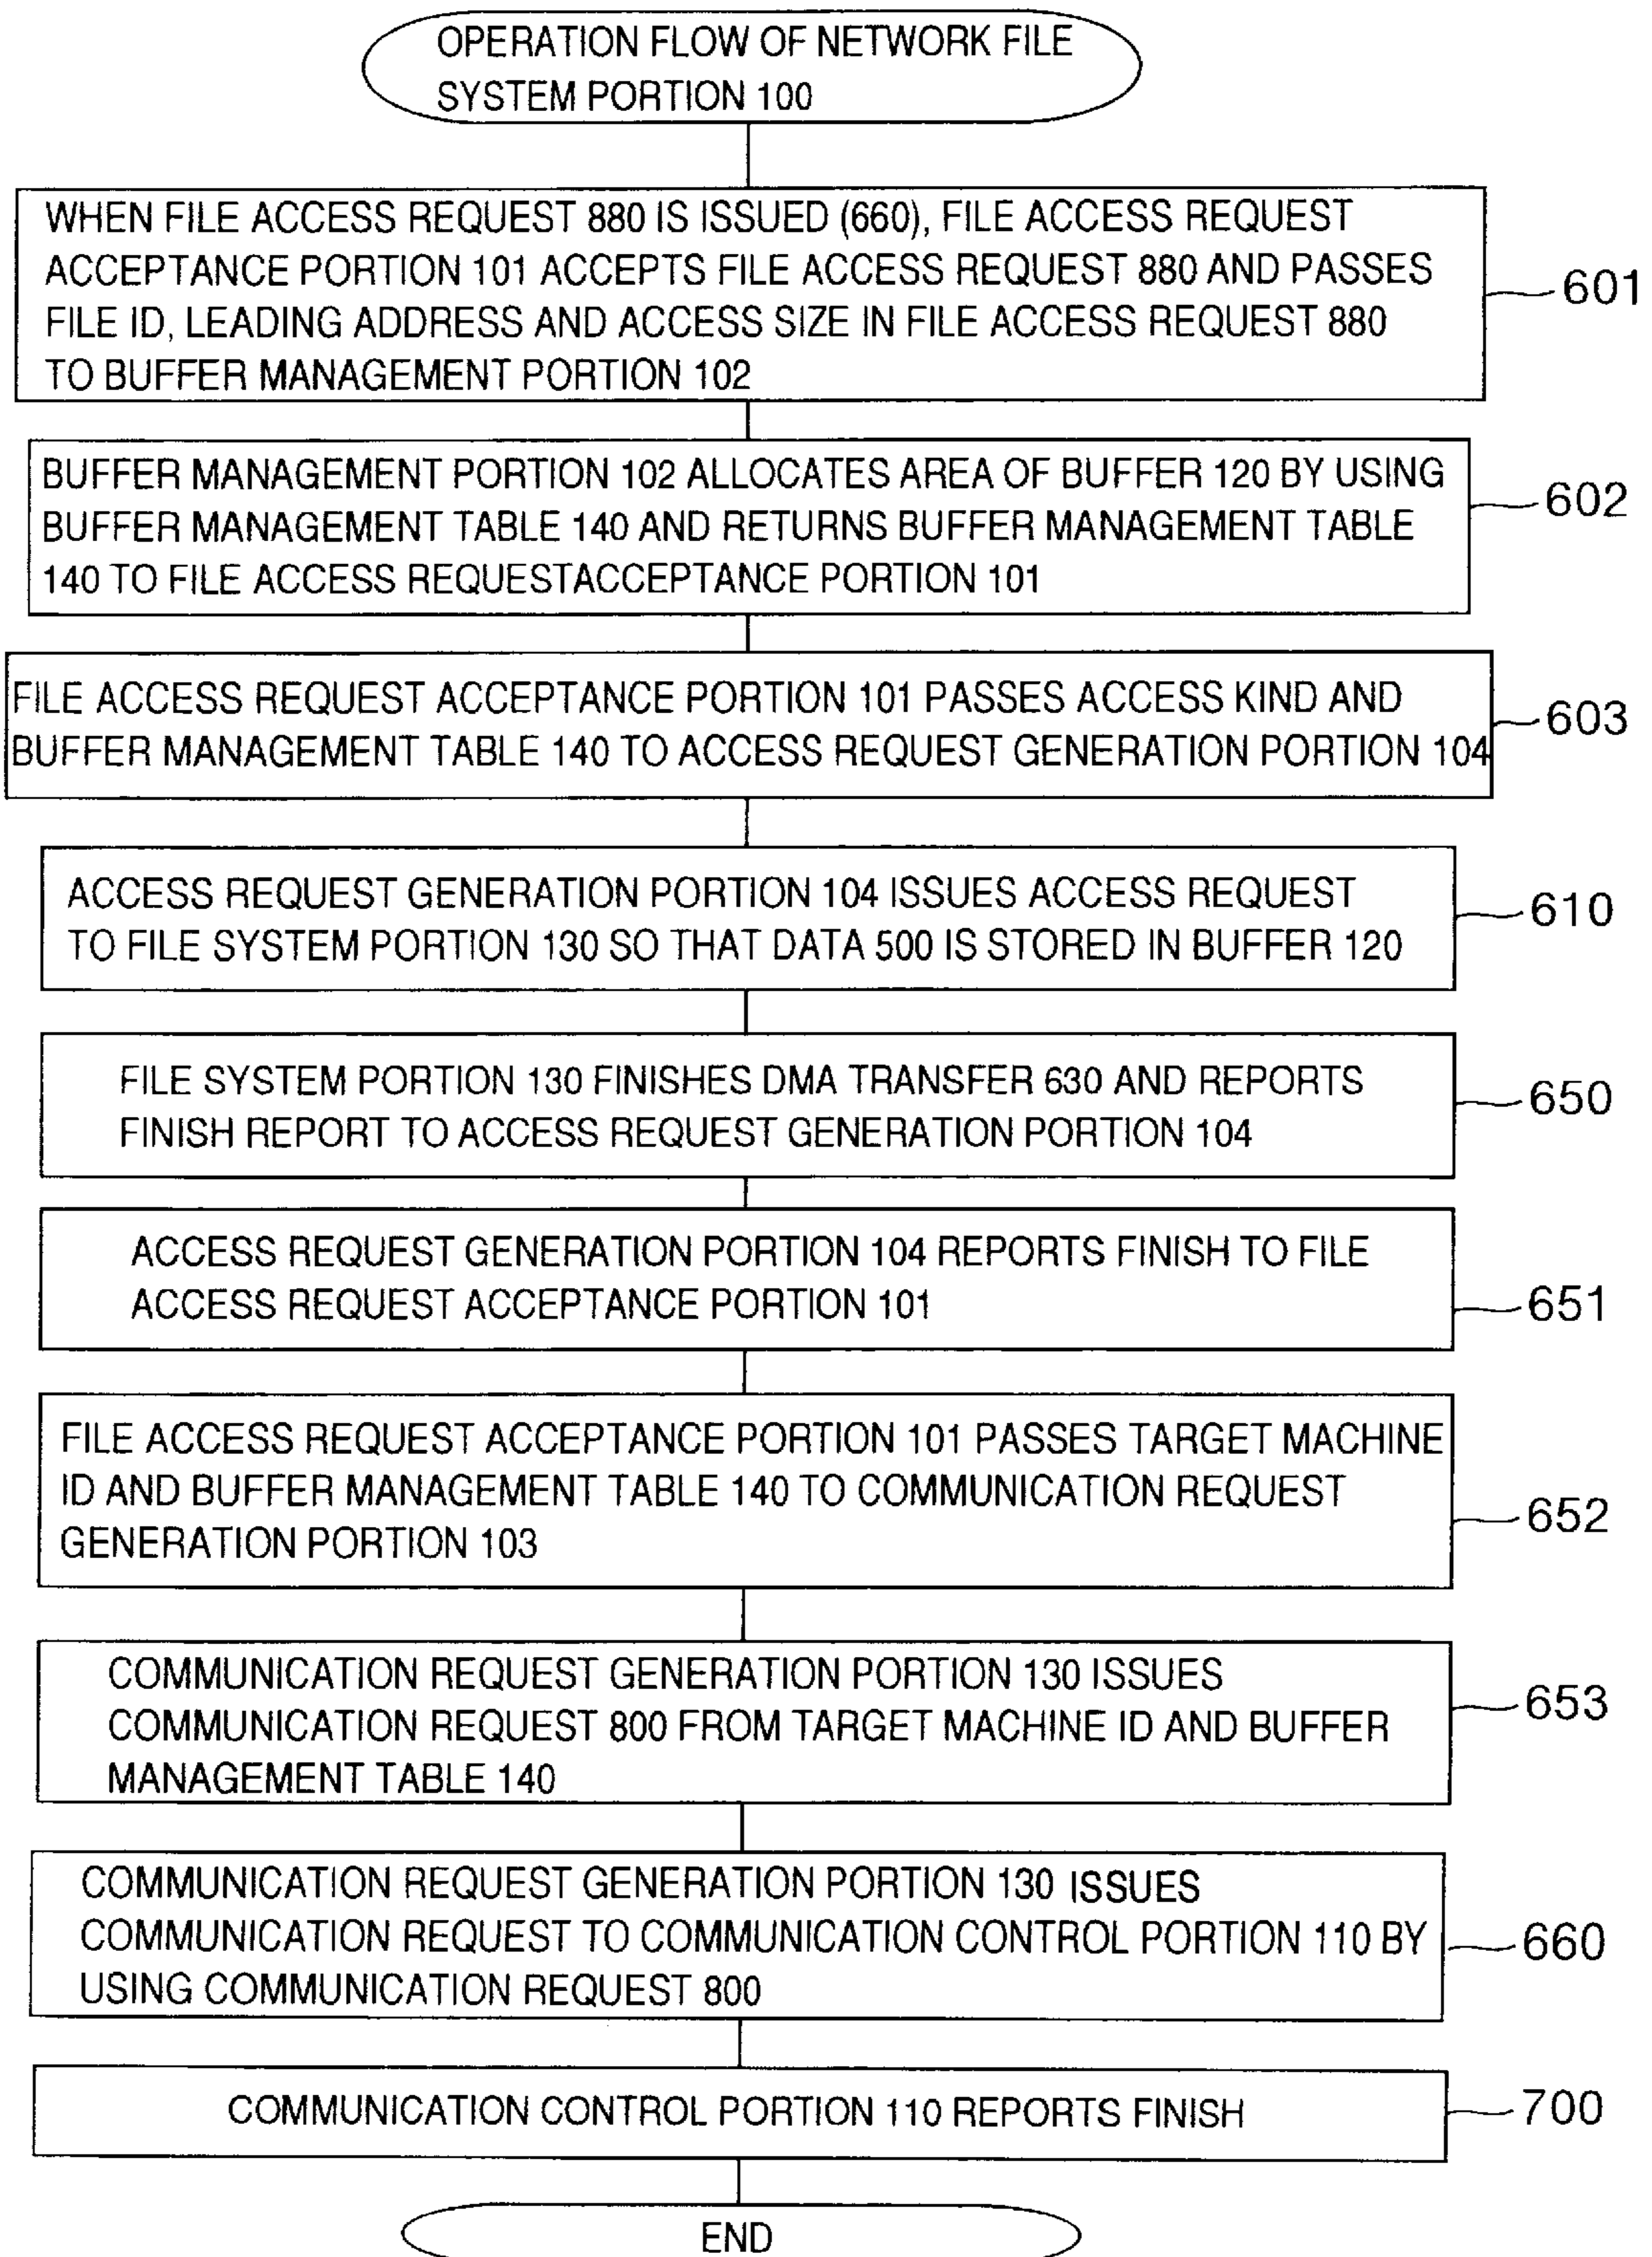 OPERATION FLOW OF NETWORK FILE
SYSTEM PORTION 100
WHEN FILE ACCESS REQUEST 880 IS ISSUED (660), FILE ACCESS REQUEST
ACCEPTANCE PORTION 101 ACCEPTS FILE ACCESS REQUEST 880 AND PASSES
FILE ID, LEADING ADDRESS AND ACCESS SIZE IN FILE ACCESS REQUEST 880
TO BUFFER MANAGEMENT PORTION 102
601
BUFFER MANAGEMENT PORTION 102 ALLOCATES AREA OF BUFFER 120 BY USING
BUFFER MANAGEMENT TABLE 140 AND RETURNS BUFFER MANAGEMENT TABLE
140 TO FILE ACCESS REQUESTACCEPTANCE PORTION 101
602
FILE ACCESS REQUEST ACCEPTANCE PORTION 101 PASSES ACCESS KIND AND
BUFFER MANAGEMENT TABLE 140 TO ACCESS REQUEST GENERATION PORTION 104
603
ACCESS REQUEST GENERATION PORTION 104 ISSUES ACCESS REQUEST
TO FILE SYSTEM PORTION 130 SO THAT DATA 500 IS STORED IN BUFFER 120
610
FILE SYSTEM PORTION 130 FINISHES DMA TRANSFER 630 AND REPORTS
FINISH REPORT TO ACCESS REQUEST GENERATION PORTION 104
650
ACCESS REQUEST GENERATION PORTION 104 REPORTS FINISH TO FILE
ACCESS REQUEST ACCEPTANCE PORTION 101
651
FILE ACCESS REQUEST ACCEPTANCE PORTION 101 PASSES TARGET MACHINE
ID AND BUFFER MANAGEMENT TABLE 140 TO COMMUNICATION REQUEST
GENERATION PORTION 103
652
COMMUNICATION REQUEST GENERATION PORTION 130 ISSUES
COMMUNICATION REQUEST 800 FROM TARGET MACHINE ID AND BUFFER
MANAGEMENT TABLE 140
653
COMMUNICATION REQUEST GENERATION PORTION 130 ISSUES
COMMUNICATION REQUEST TO COMMUNICATION CONTROL PORTION 110 BY
USING COMMUNICATION REQUEST 800
660
COMMUNICATION CONTROL PORTION 110 REPORTS FINISH
700
END